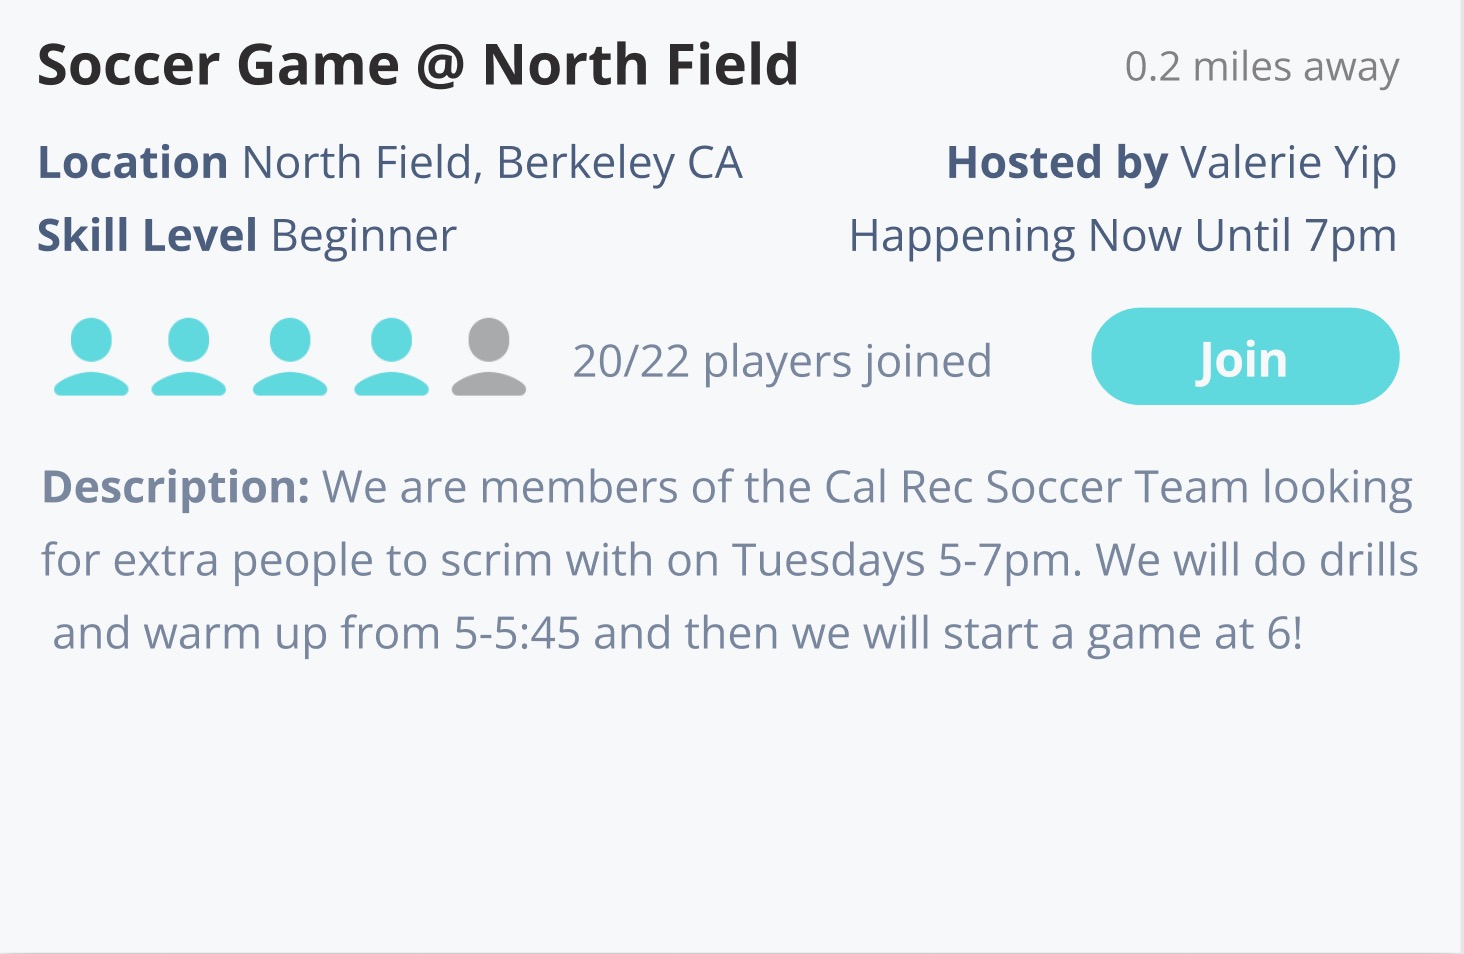 Soccer Game @ North Field
0.2 miles away
Location North Field, Berkeley CA
Hosted by Valerie Yip
Skill Level Beginner
Happening Now Until 7pm
20/22 players joined
Join
Description: We are members of the Cal Rec Soccer Team looking
for extra people to scrim with on Tuesdays 5-7pm. We will do drills
and warm up from 5-5:45 and then we will start a game at 6!